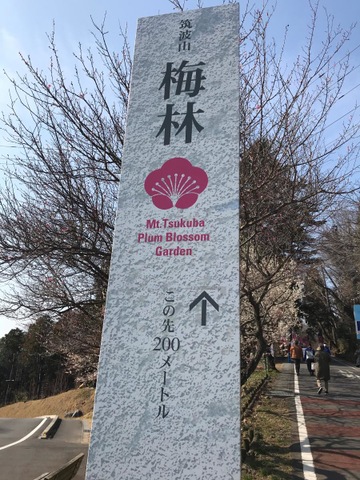 筑波山
梅林
Mt.Tsukuba
Plum Blossom
Garden
この先200メートル